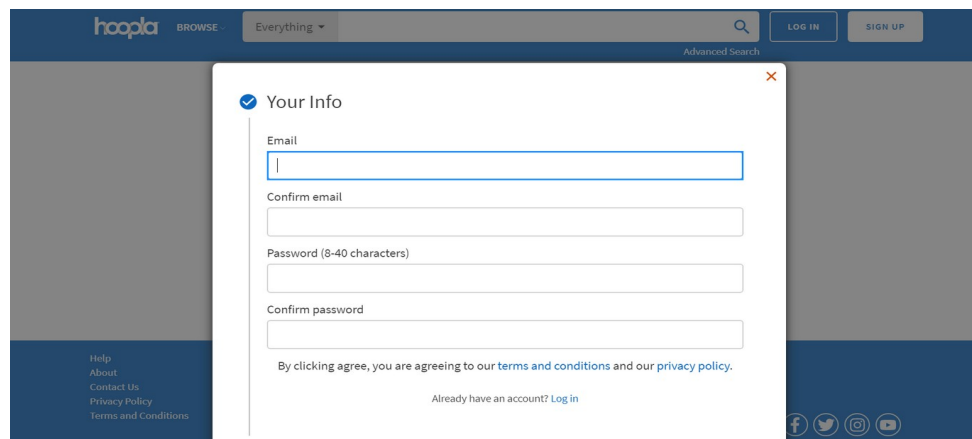 hoopla BROWSE Everything LOG IN SIGN UP
Advanced Search
Your Info
Email
Confirm email
Password (8-40 characters)
Confirm password
By clicking agree, you are agreeing to our terms and conditions and our privacy policy.
Already have an account? Log in
Help
About
Contact Us
Privacy Policy
Terms and Conditions